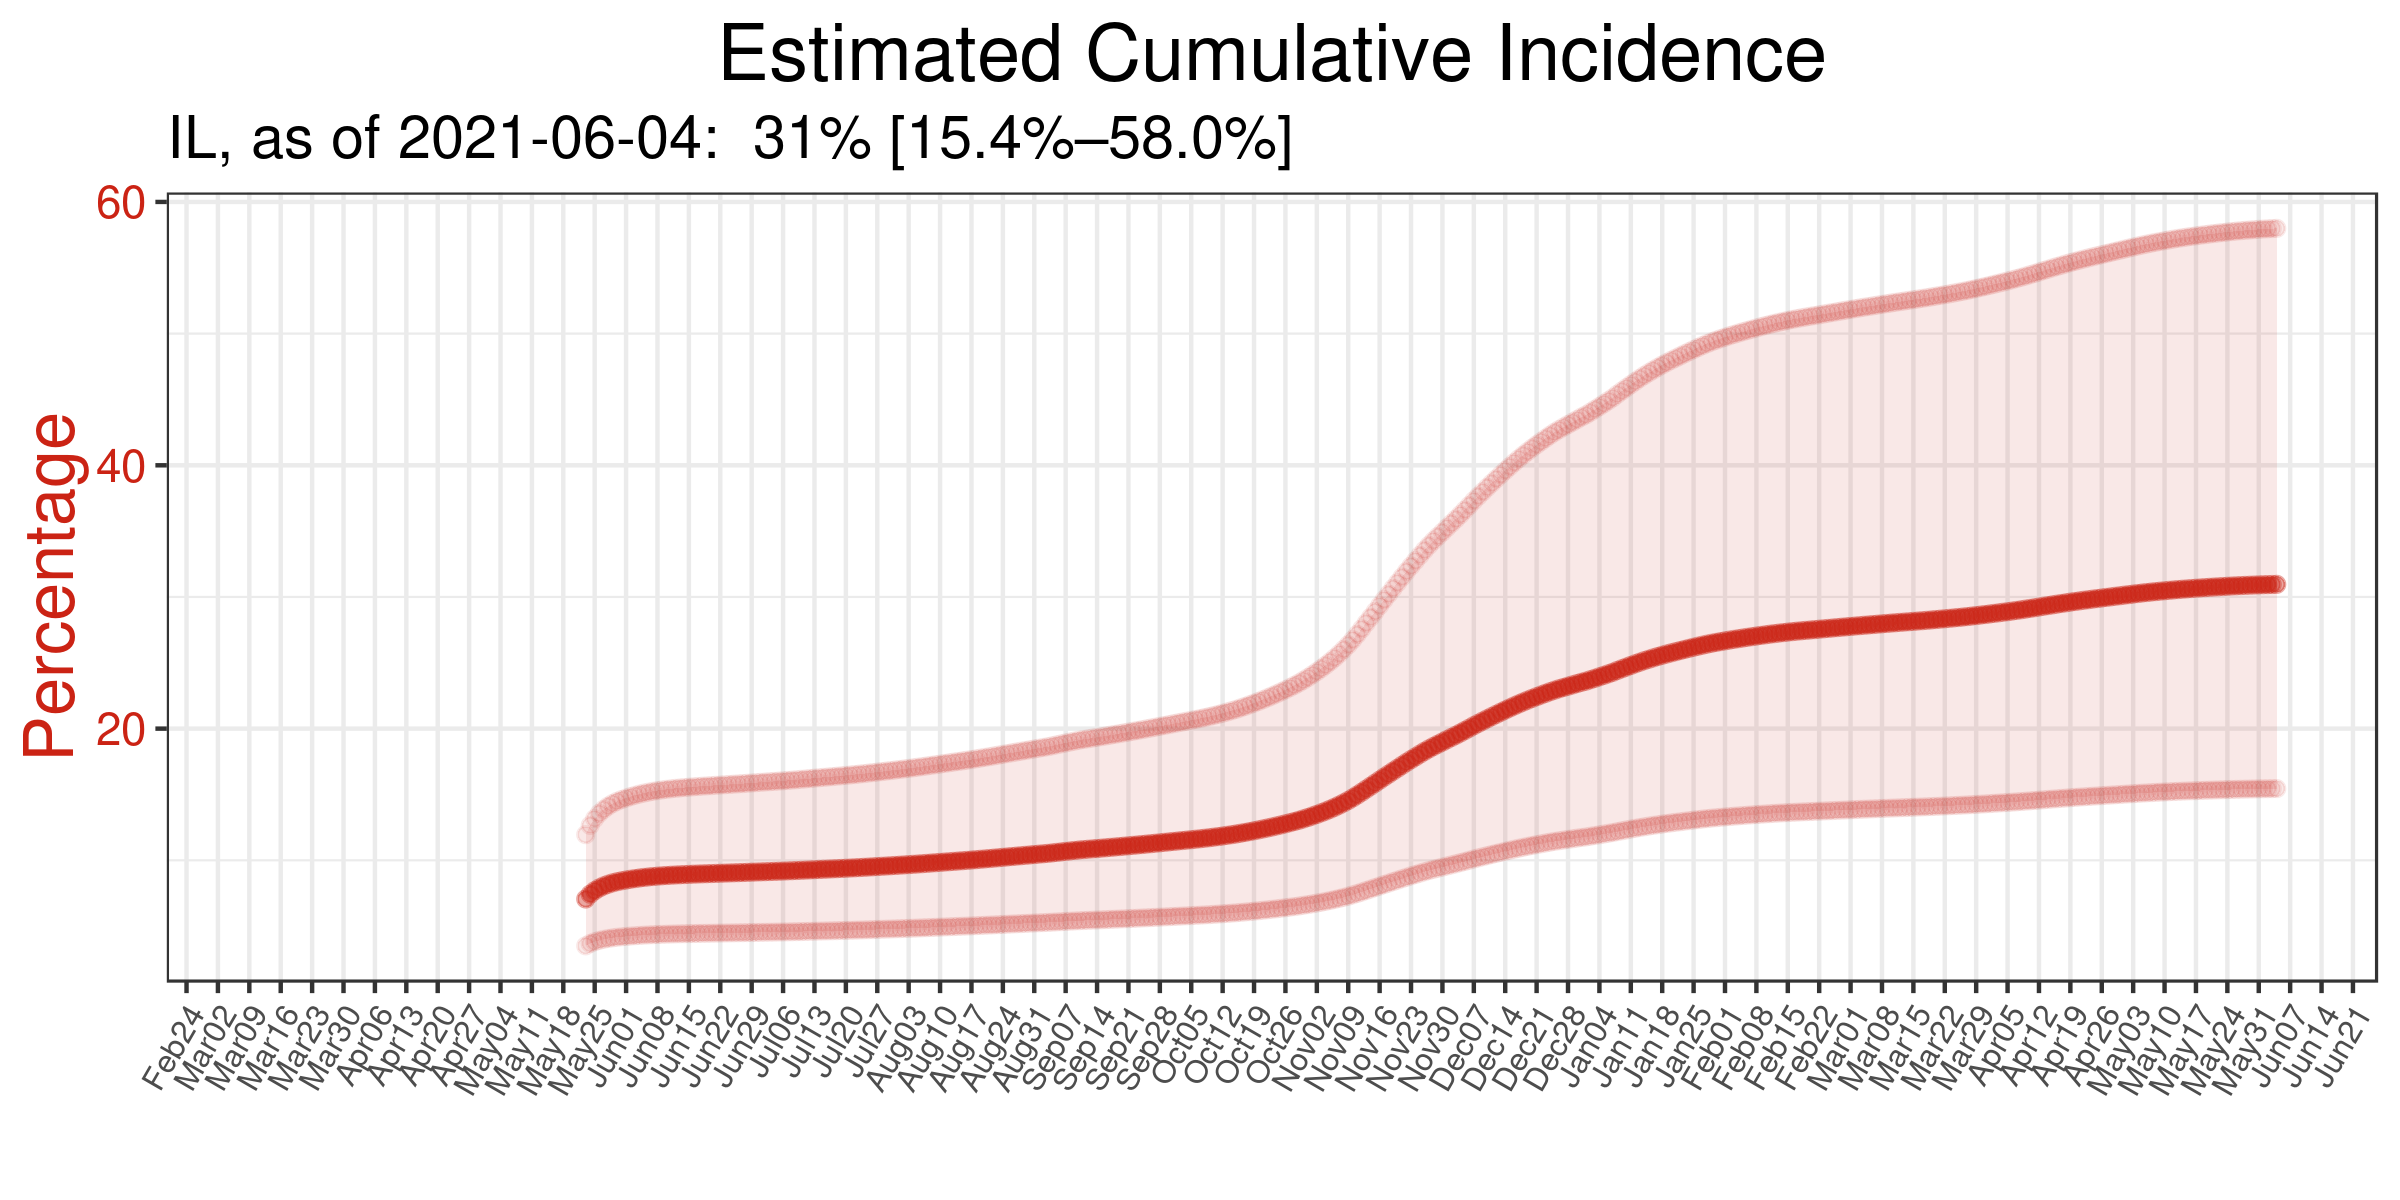 Estimated Cumulative Incidence
IL, as of 2021-06-04:  31% [15.4%–58.0%]
Percentage
60
40
20
Feb24
Mar02
Mar09
Mar16
Mar23
Mar30
Apr06
Apr13
Apr20
Apr27
May04
May11
May18
May25
Jun01
Jun08
Jun15
Jun22
Jun29
Jul06
Jul13
Jul20
Jul27
Aug03
Aug10
Aug17
Aug24
Aug31
Sep07
Sep14
Sep21
Sep28
Oct05
Oct12
Oct19
Oct26
Nov02
Nov09
Nov16
Nov23
Nov30
Dec07
Dec14
Dec21
Dec28
Jan04
Jan11
Jan18
Jan25
Feb01
Feb08
Feb15
Feb22
Mar01
Mar08
Mar15
Mar22
Mar29
Apr05
Apr12
Apr19
Apr26
May03
May10
May17
May24
May31
Jun07
Jun14
Jun21